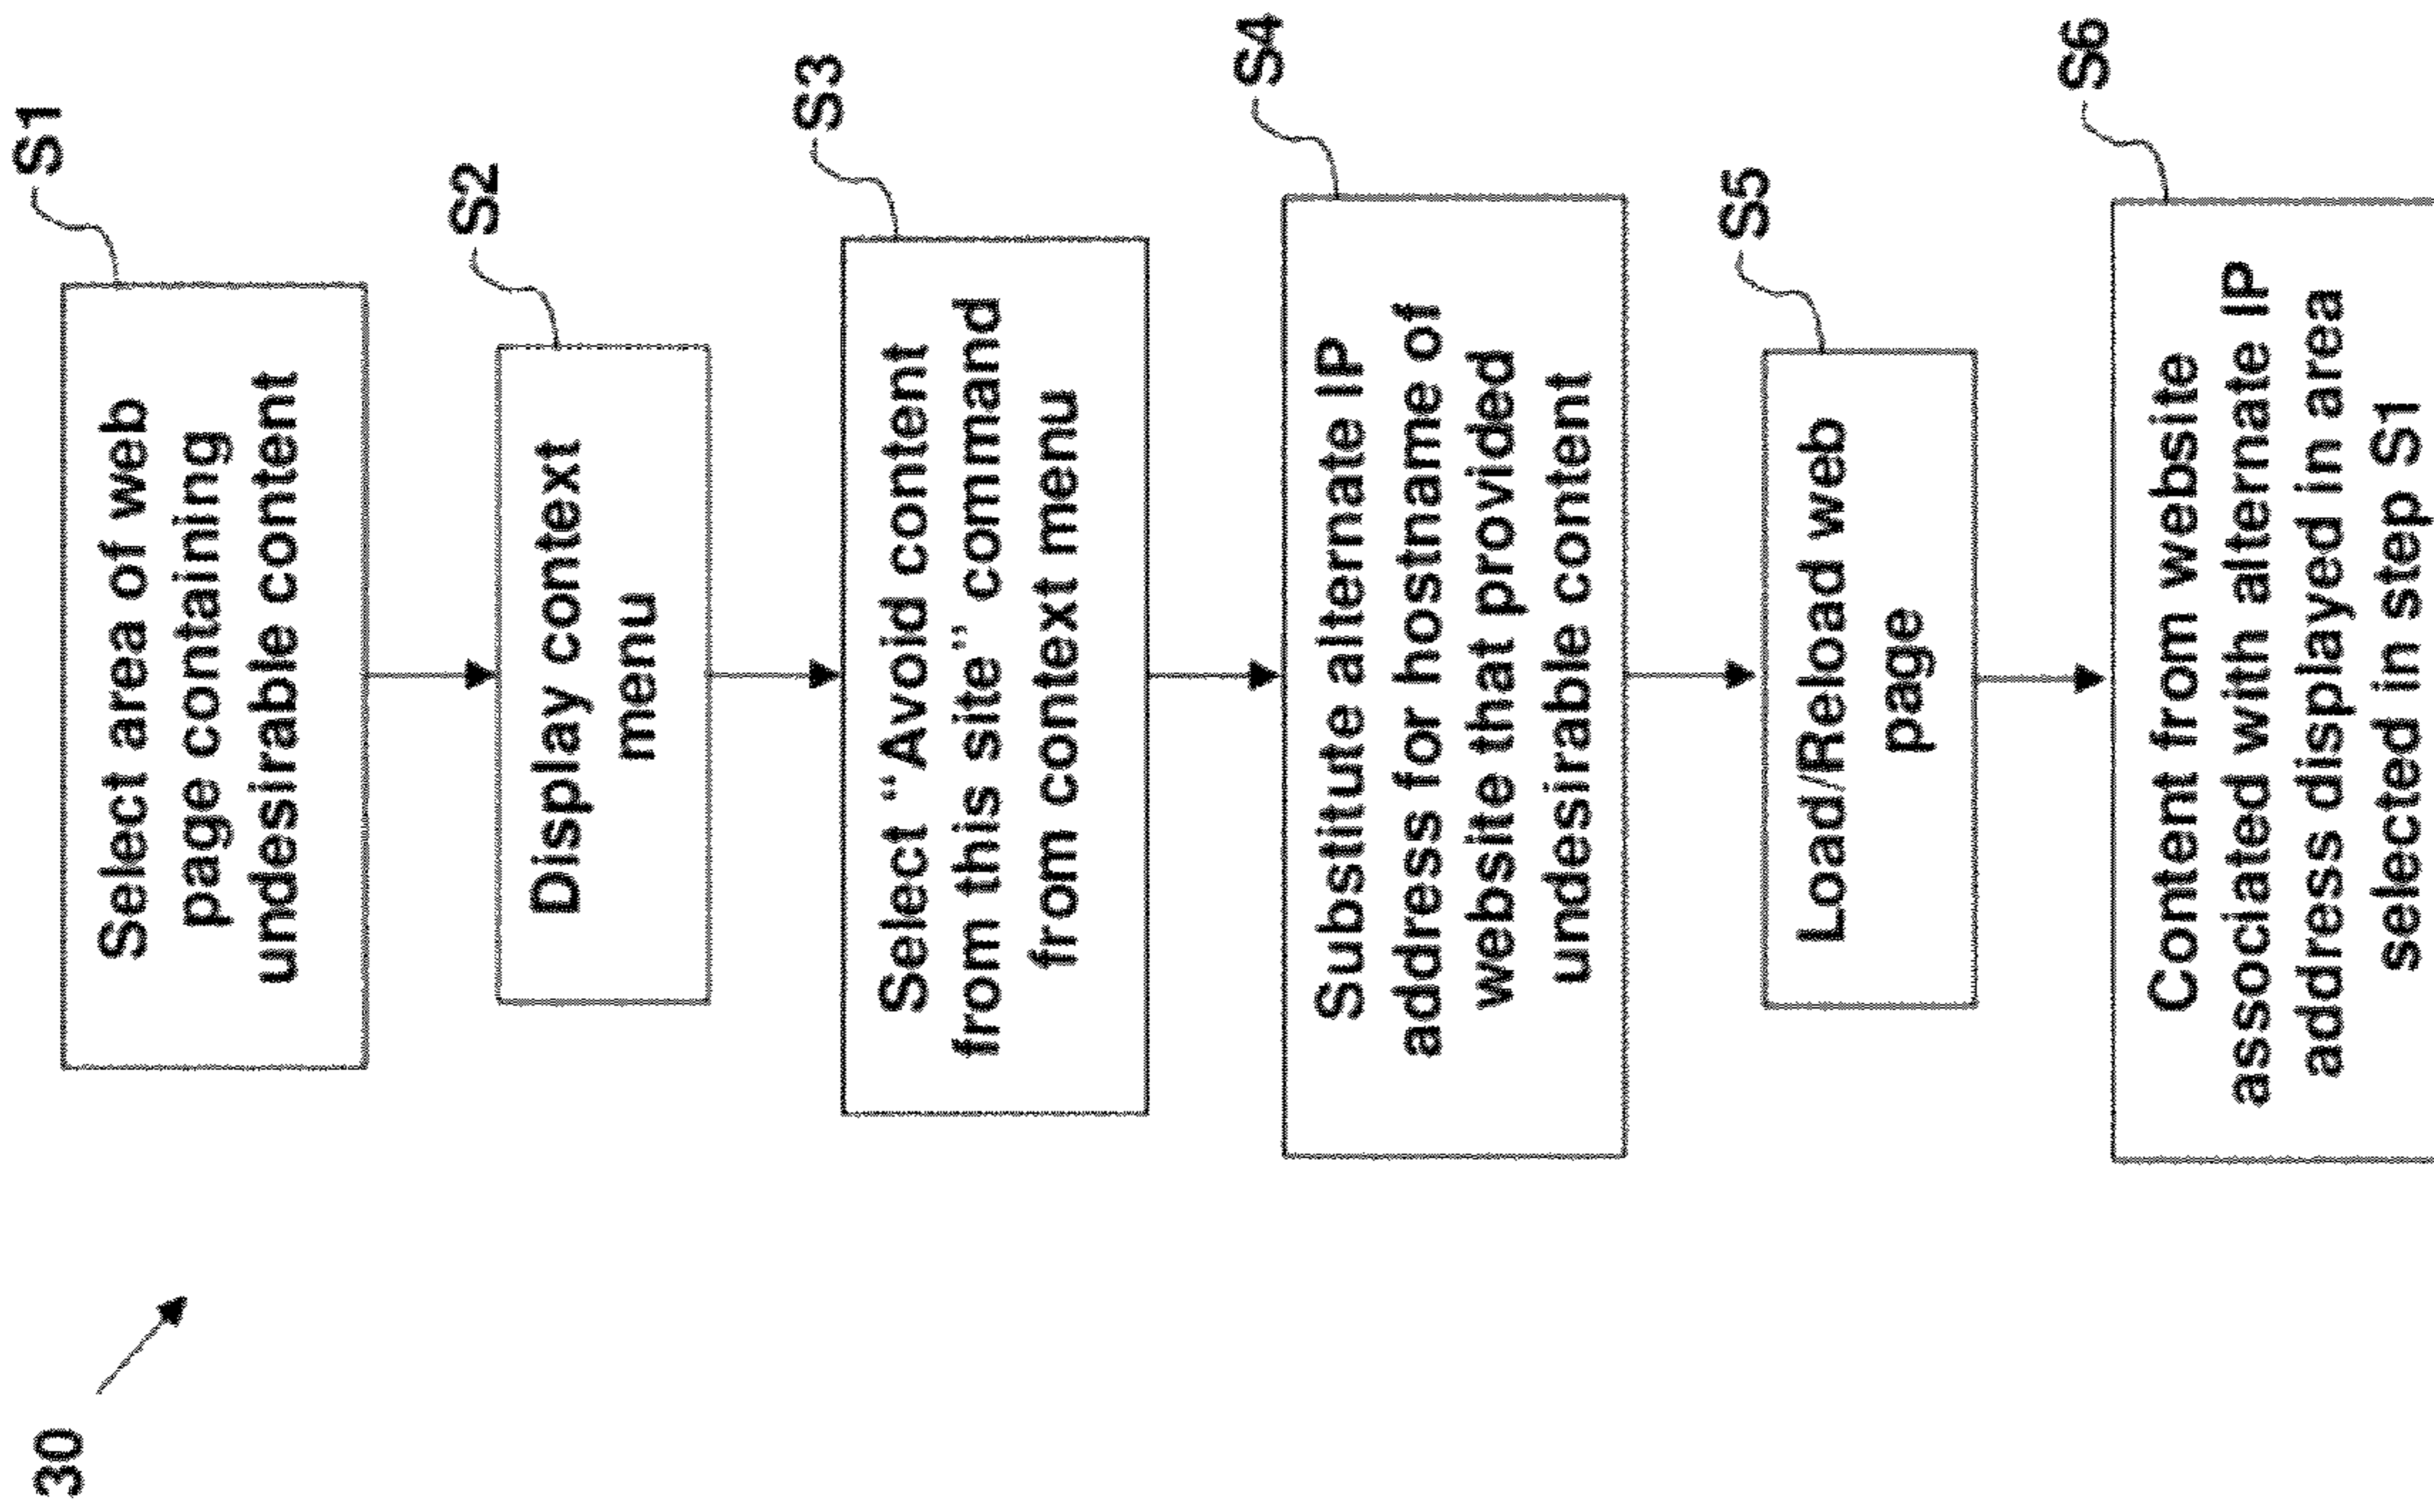 30
S1
Select area of web
page containing
undesirable content
S2
Display context
menu
S3
Select “Avoid content
from this site” command
from context menu
S4
Substitute alternate IP
address for hostname of
website that provided
undesirable content
S5
Load/Reload web
page
S6
Content from website
associated with alternate IP
address displayed in area
selected in step S1